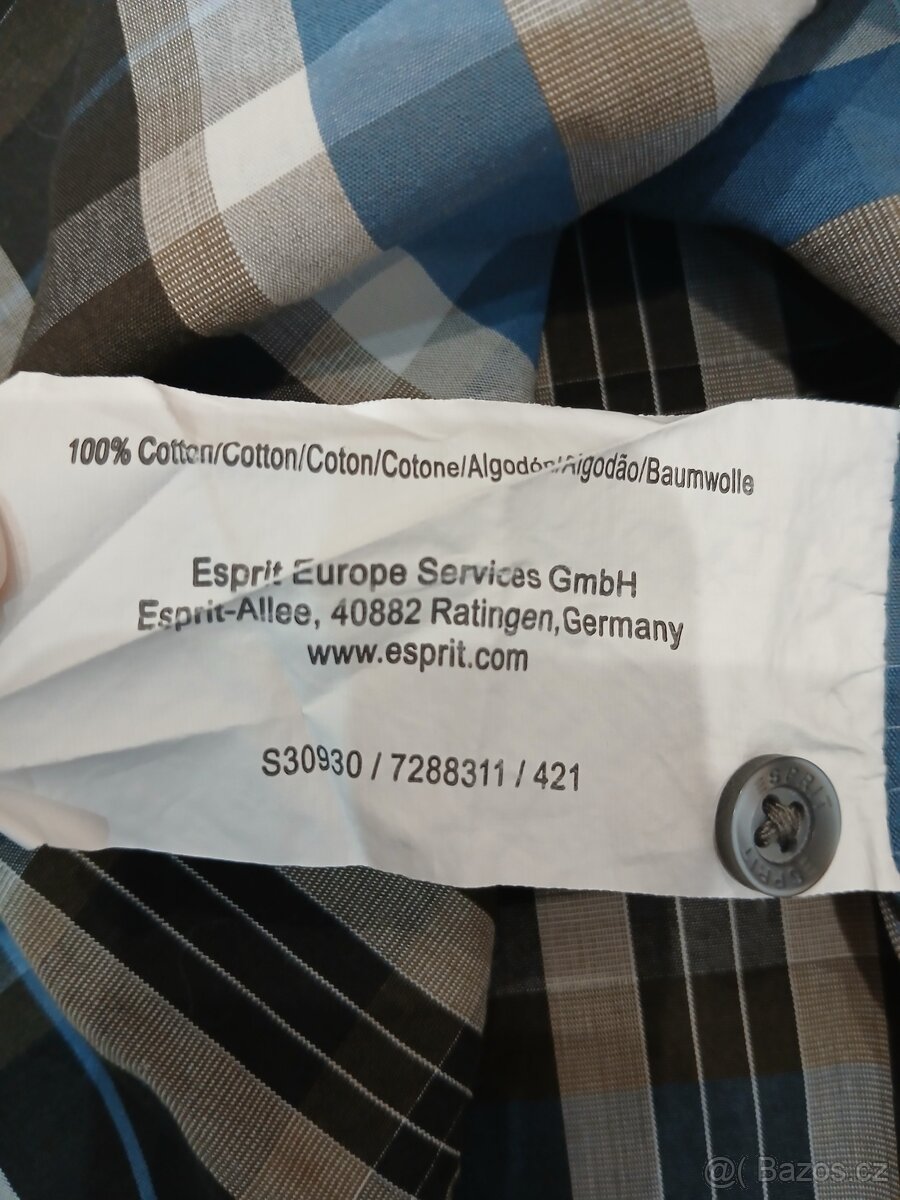 100% Cotton/Cotton/Coton/Cotone/Algodón/Algodão/Baumwolle
Esprit Europe Services GmbH
Esprit-Allee, 40882 Ratingen,Germany
www.esprit.com
S30930 / 7288311 / 421
ESPRIT
ESPRIT
@( Bazos.cz